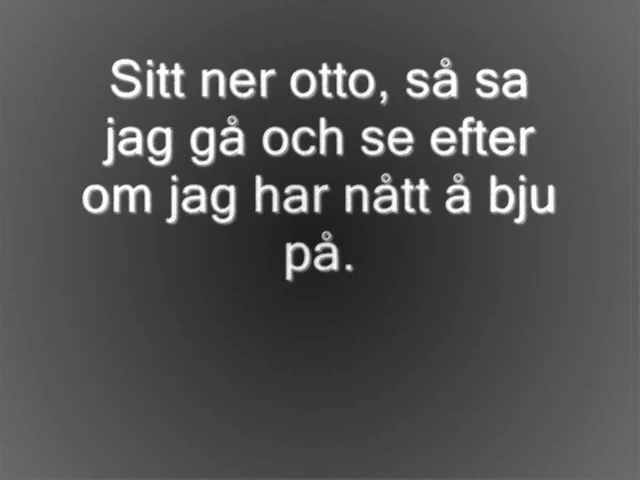 Sitt ner otto, så sa
jag gå och se efter
om jag har nått å bju
på.